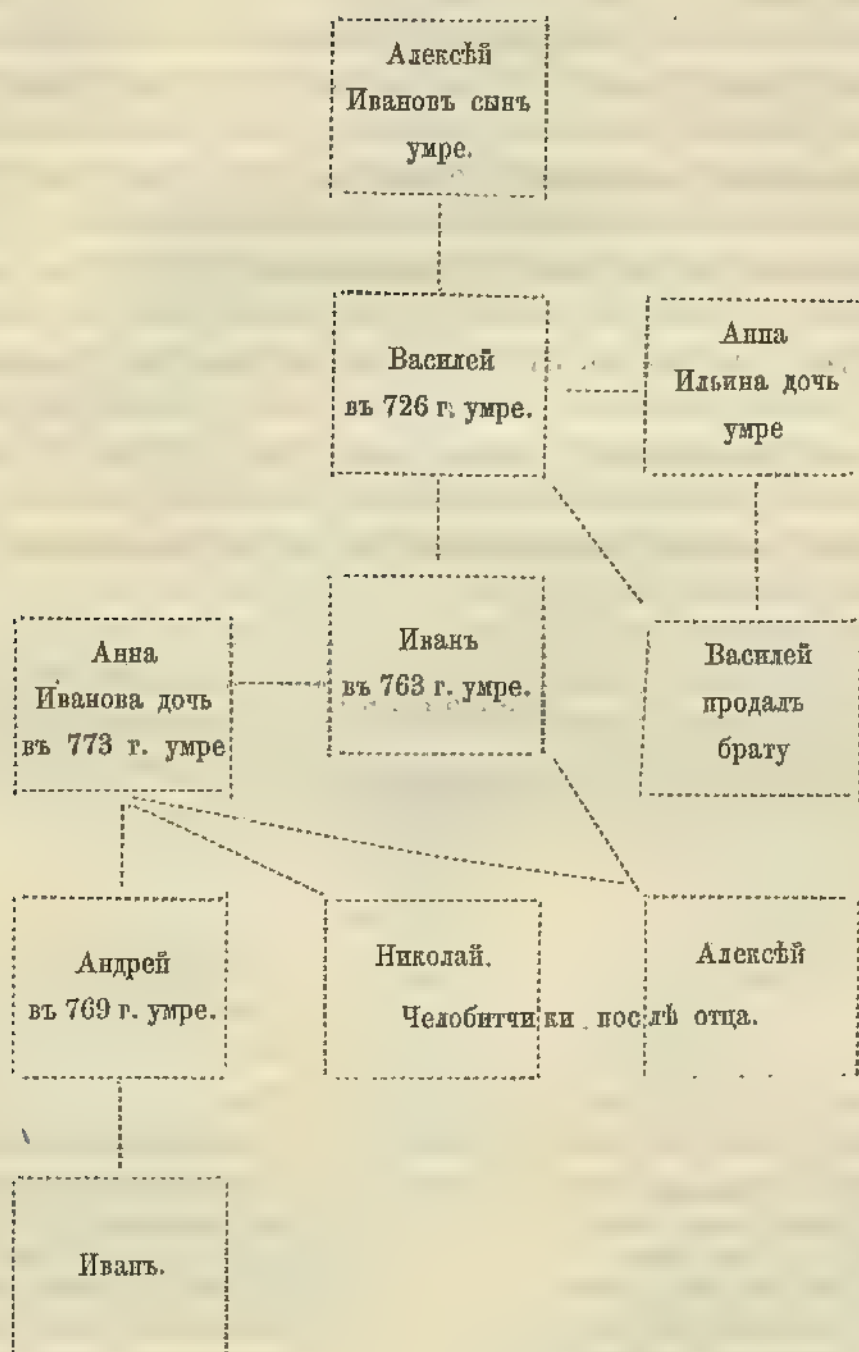 Алексѣй
Ивановъ сынъ
умре.
Василей
въ 726 г. умре.
Анна
Ильина дочь
умре
Анна
Иванова дочь
въ 773 г. умре
Иванъ
въ 763 г. умре.
Василей
продалъ
брату
Андрей
въ 769 г. умре.
Николай.
Алексѣй
Челобитчики послѣ отца.
Иванъ.